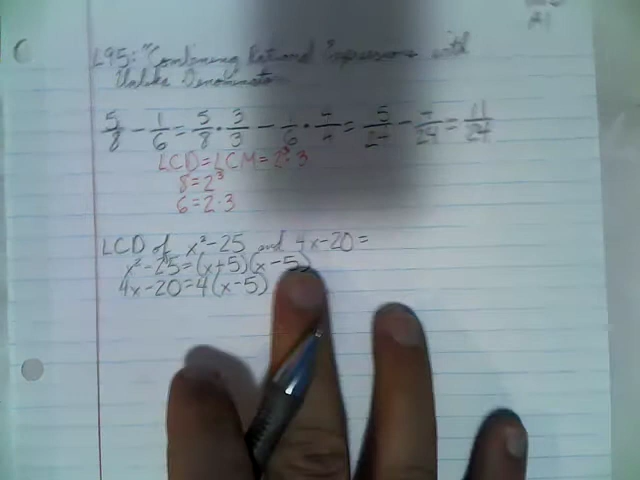 L95: "Combining Rational Expressions with
Unlike Denominators
5/8 - 1/6 = 5/8 · 3/3 - 1/6 · 4/4 = 15/24 - 4/24 = 11/24
LCD = LCM = 2³ · 3
8 = 2³
6 = 2 · 3
LCD of x² - 25 and 4x - 20 =
x² - 25 = (x + 5)(x - 5)
4x - 20 = 4(x - 5)